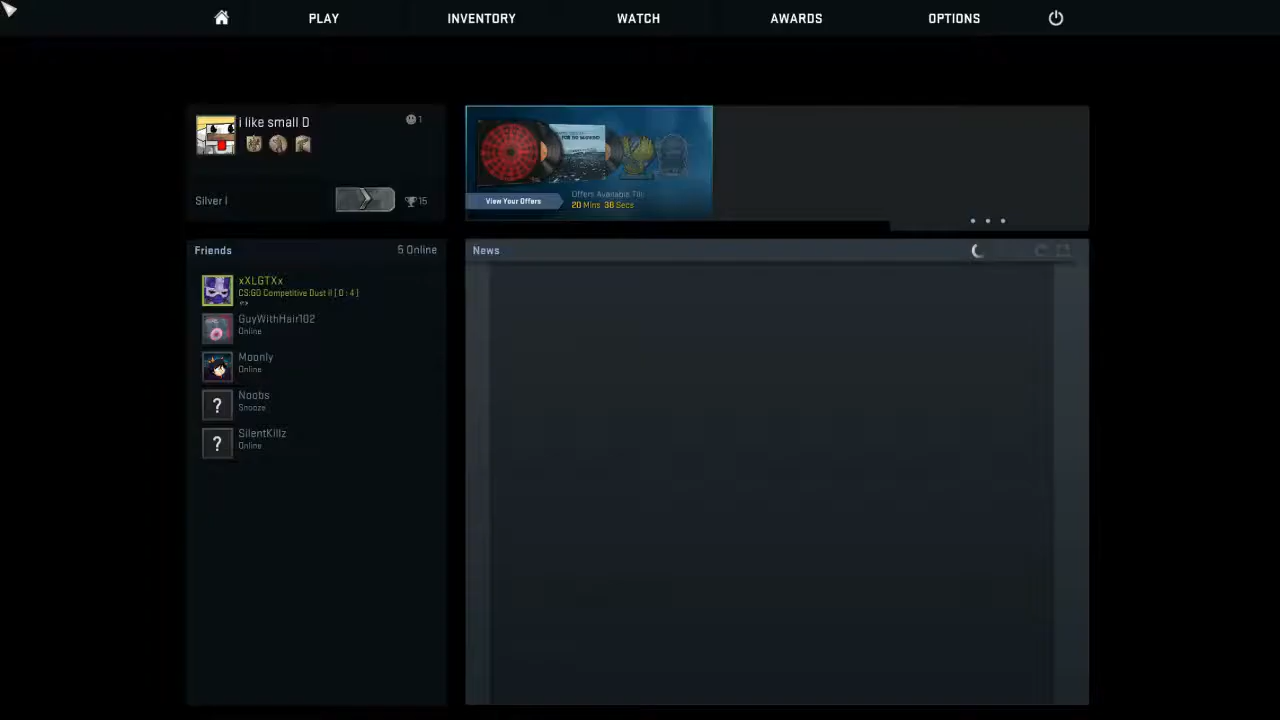 PLAY
INVENTORY
WATCH
AWARDS
OPTIONS
i like small D
1
Silver I
15
View Your Offers
Offers Available Till:
20 Mins 38 Secs
Friends
5 Online
xXLGTXx
CS:GO Competitive Dust II [ 0 : 4 ]
GuyWithHair102
Online
Moonly
Online
?
Noobs
Snooze
?
SilentKillz
Online
News